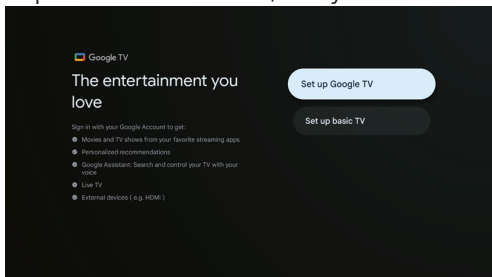 Google TV
The entertainment you
love
Sign in with your Google Account to get:
Movies and TV shows from your favorite streaming apps
Personalized recommendations
Google Assistant: Search and control your TV with your
voice
Live TV
External devices ( e.g. HDMI )
Set up Google TV
Set up basic TV